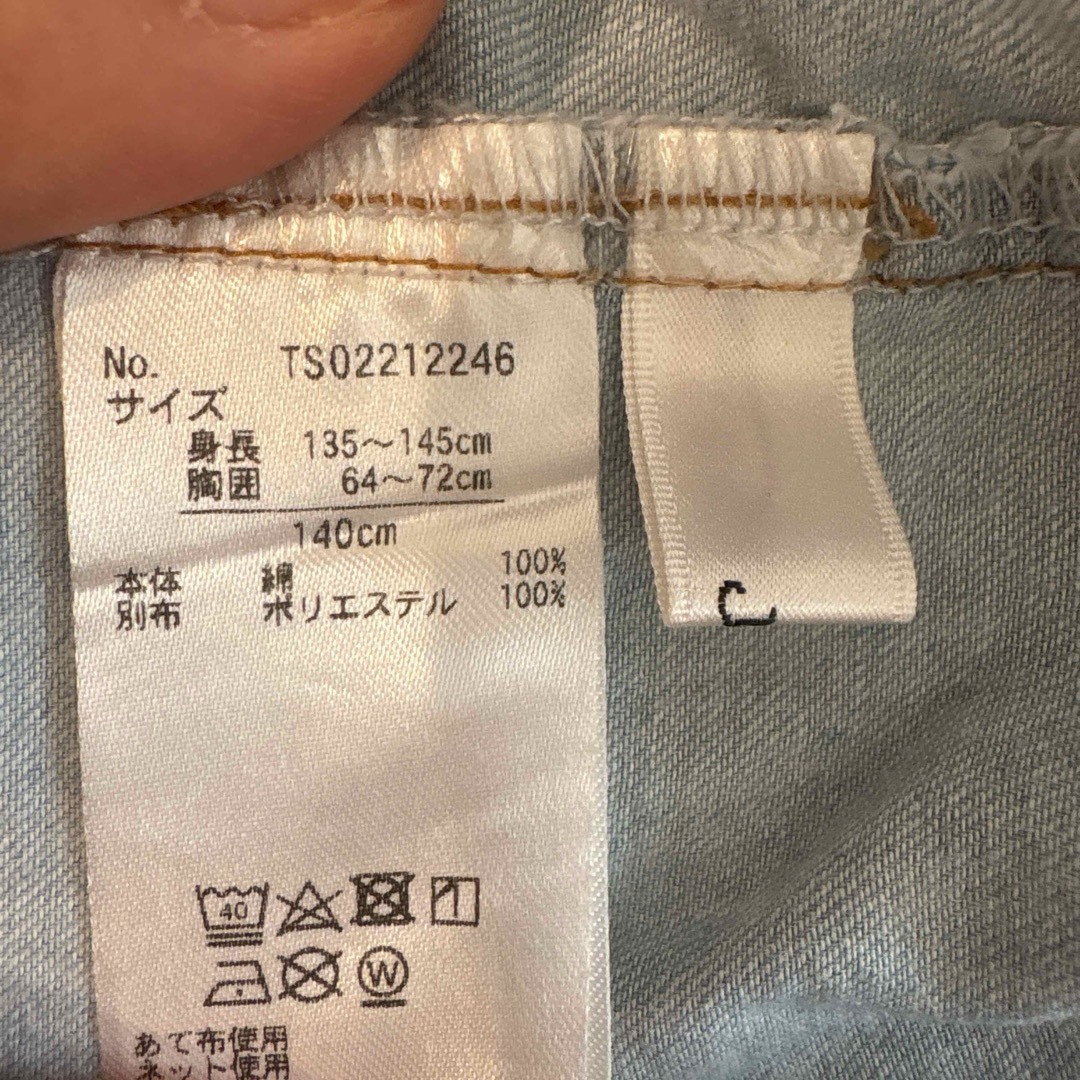 No. TS02212246
サイズ
身長 135～145cm
胸囲 64～72cm
140cm
本体 綿 100%
別布 ポリエステル 100%
40
W
あて布使用
ネット使用